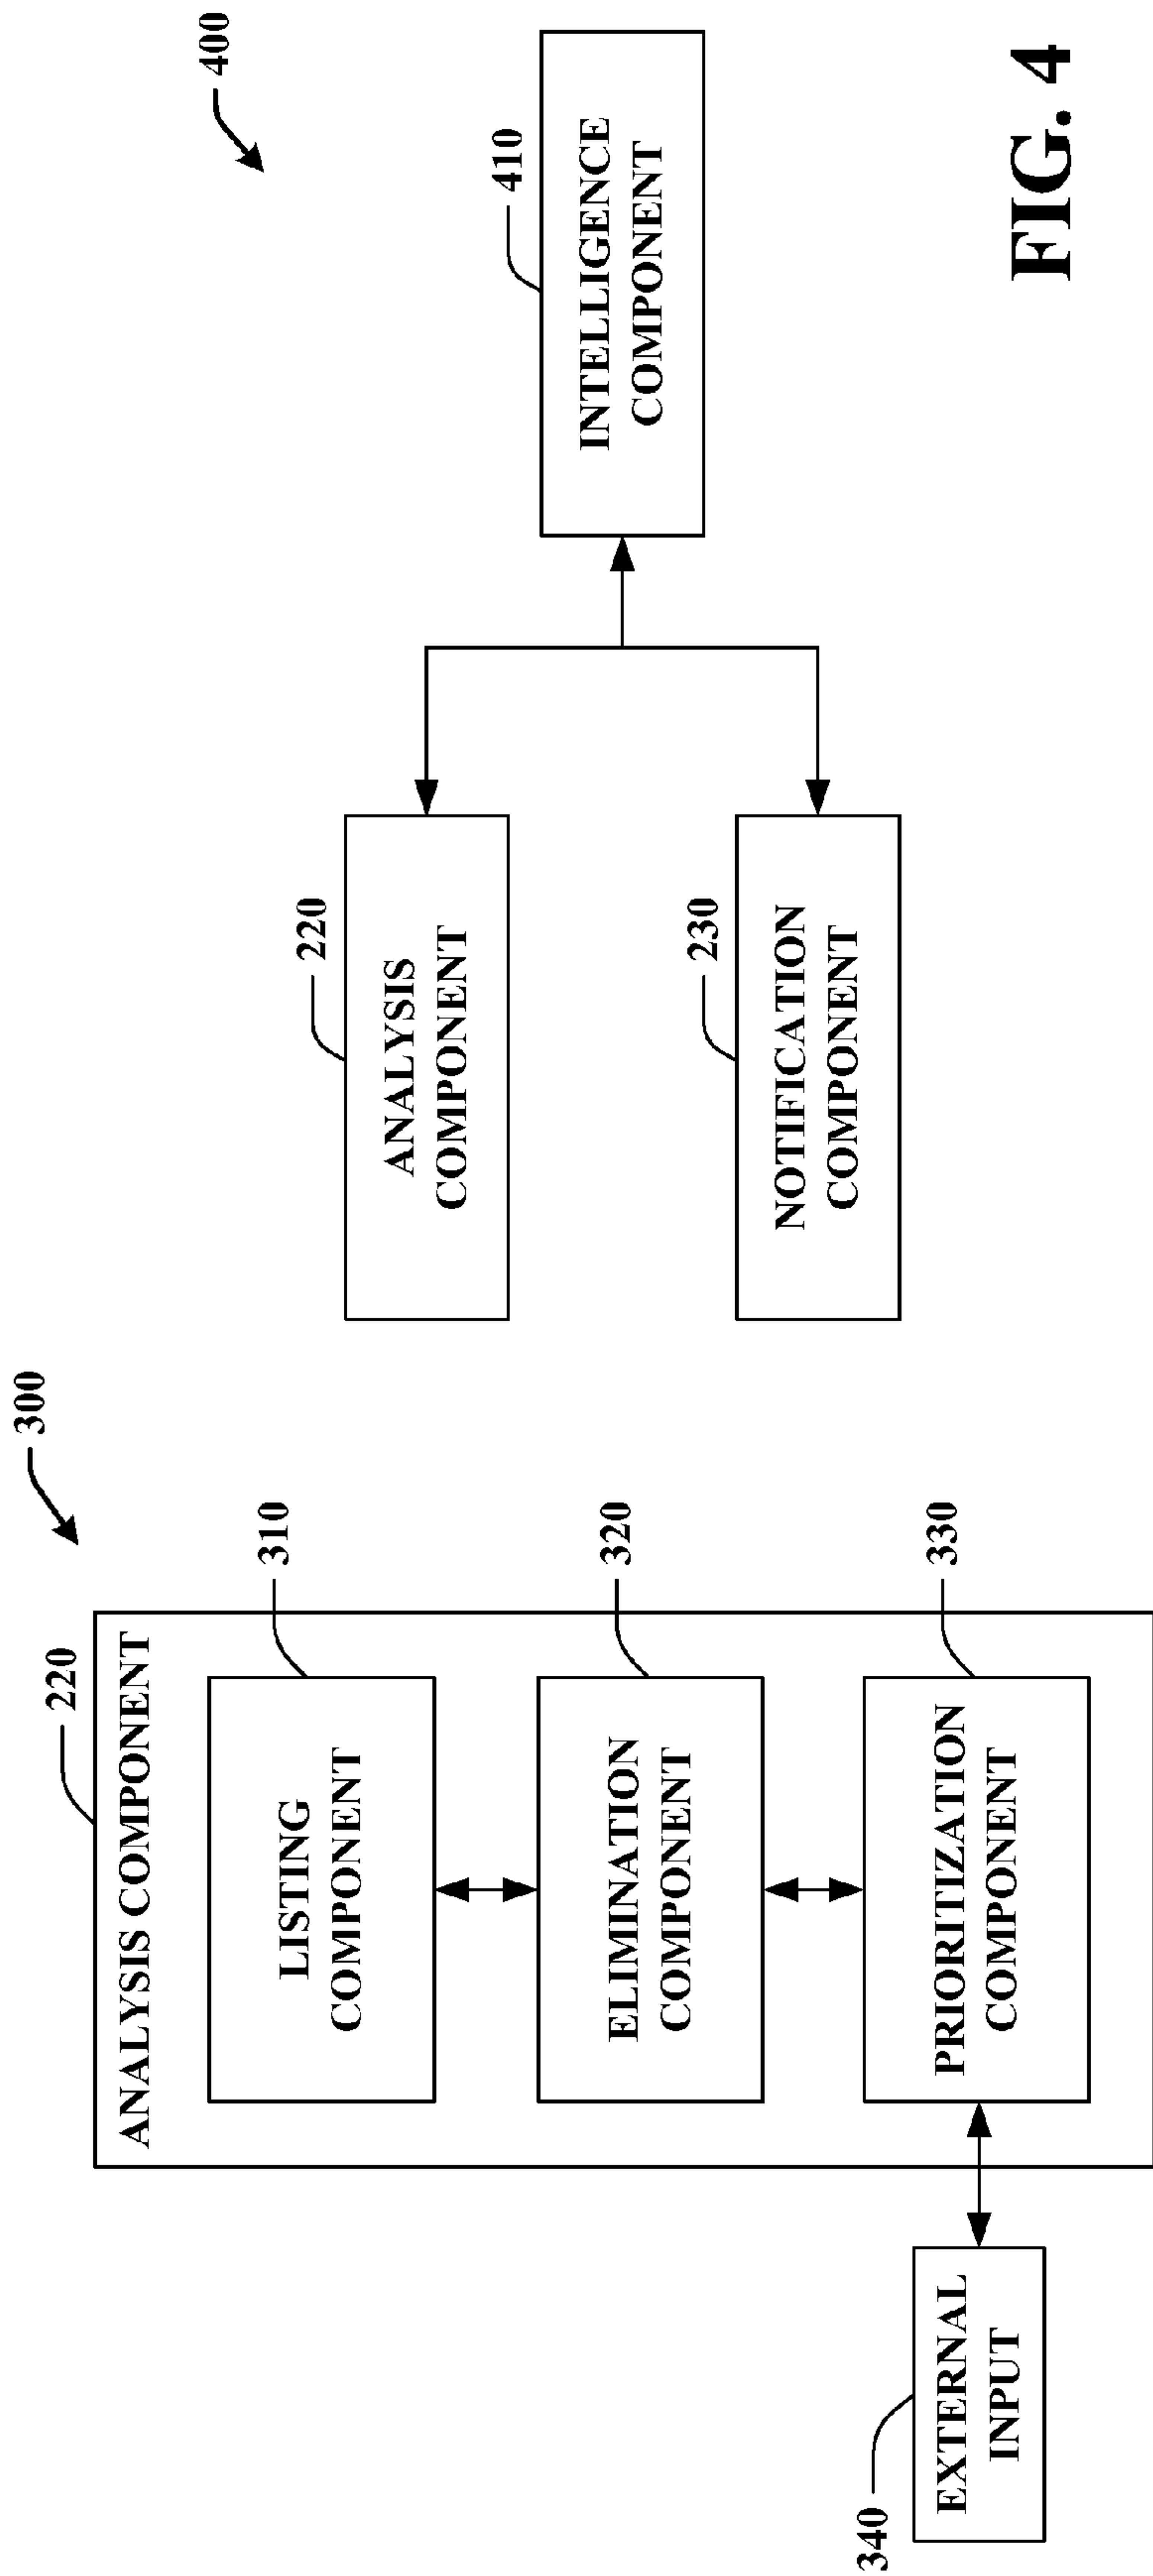 300
220
ANALYSIS COMPONENT
310
LISTING
COMPONENT
320
ELIMINATION
COMPONENT
330
PRIORITIZATION
COMPONENT
340
EXTERNAL
INPUT
400
220
ANALYSIS
COMPONENT
230
NOTIFICATION
COMPONENT
410
INTELLIGENCE
COMPONENT
FIG. 4